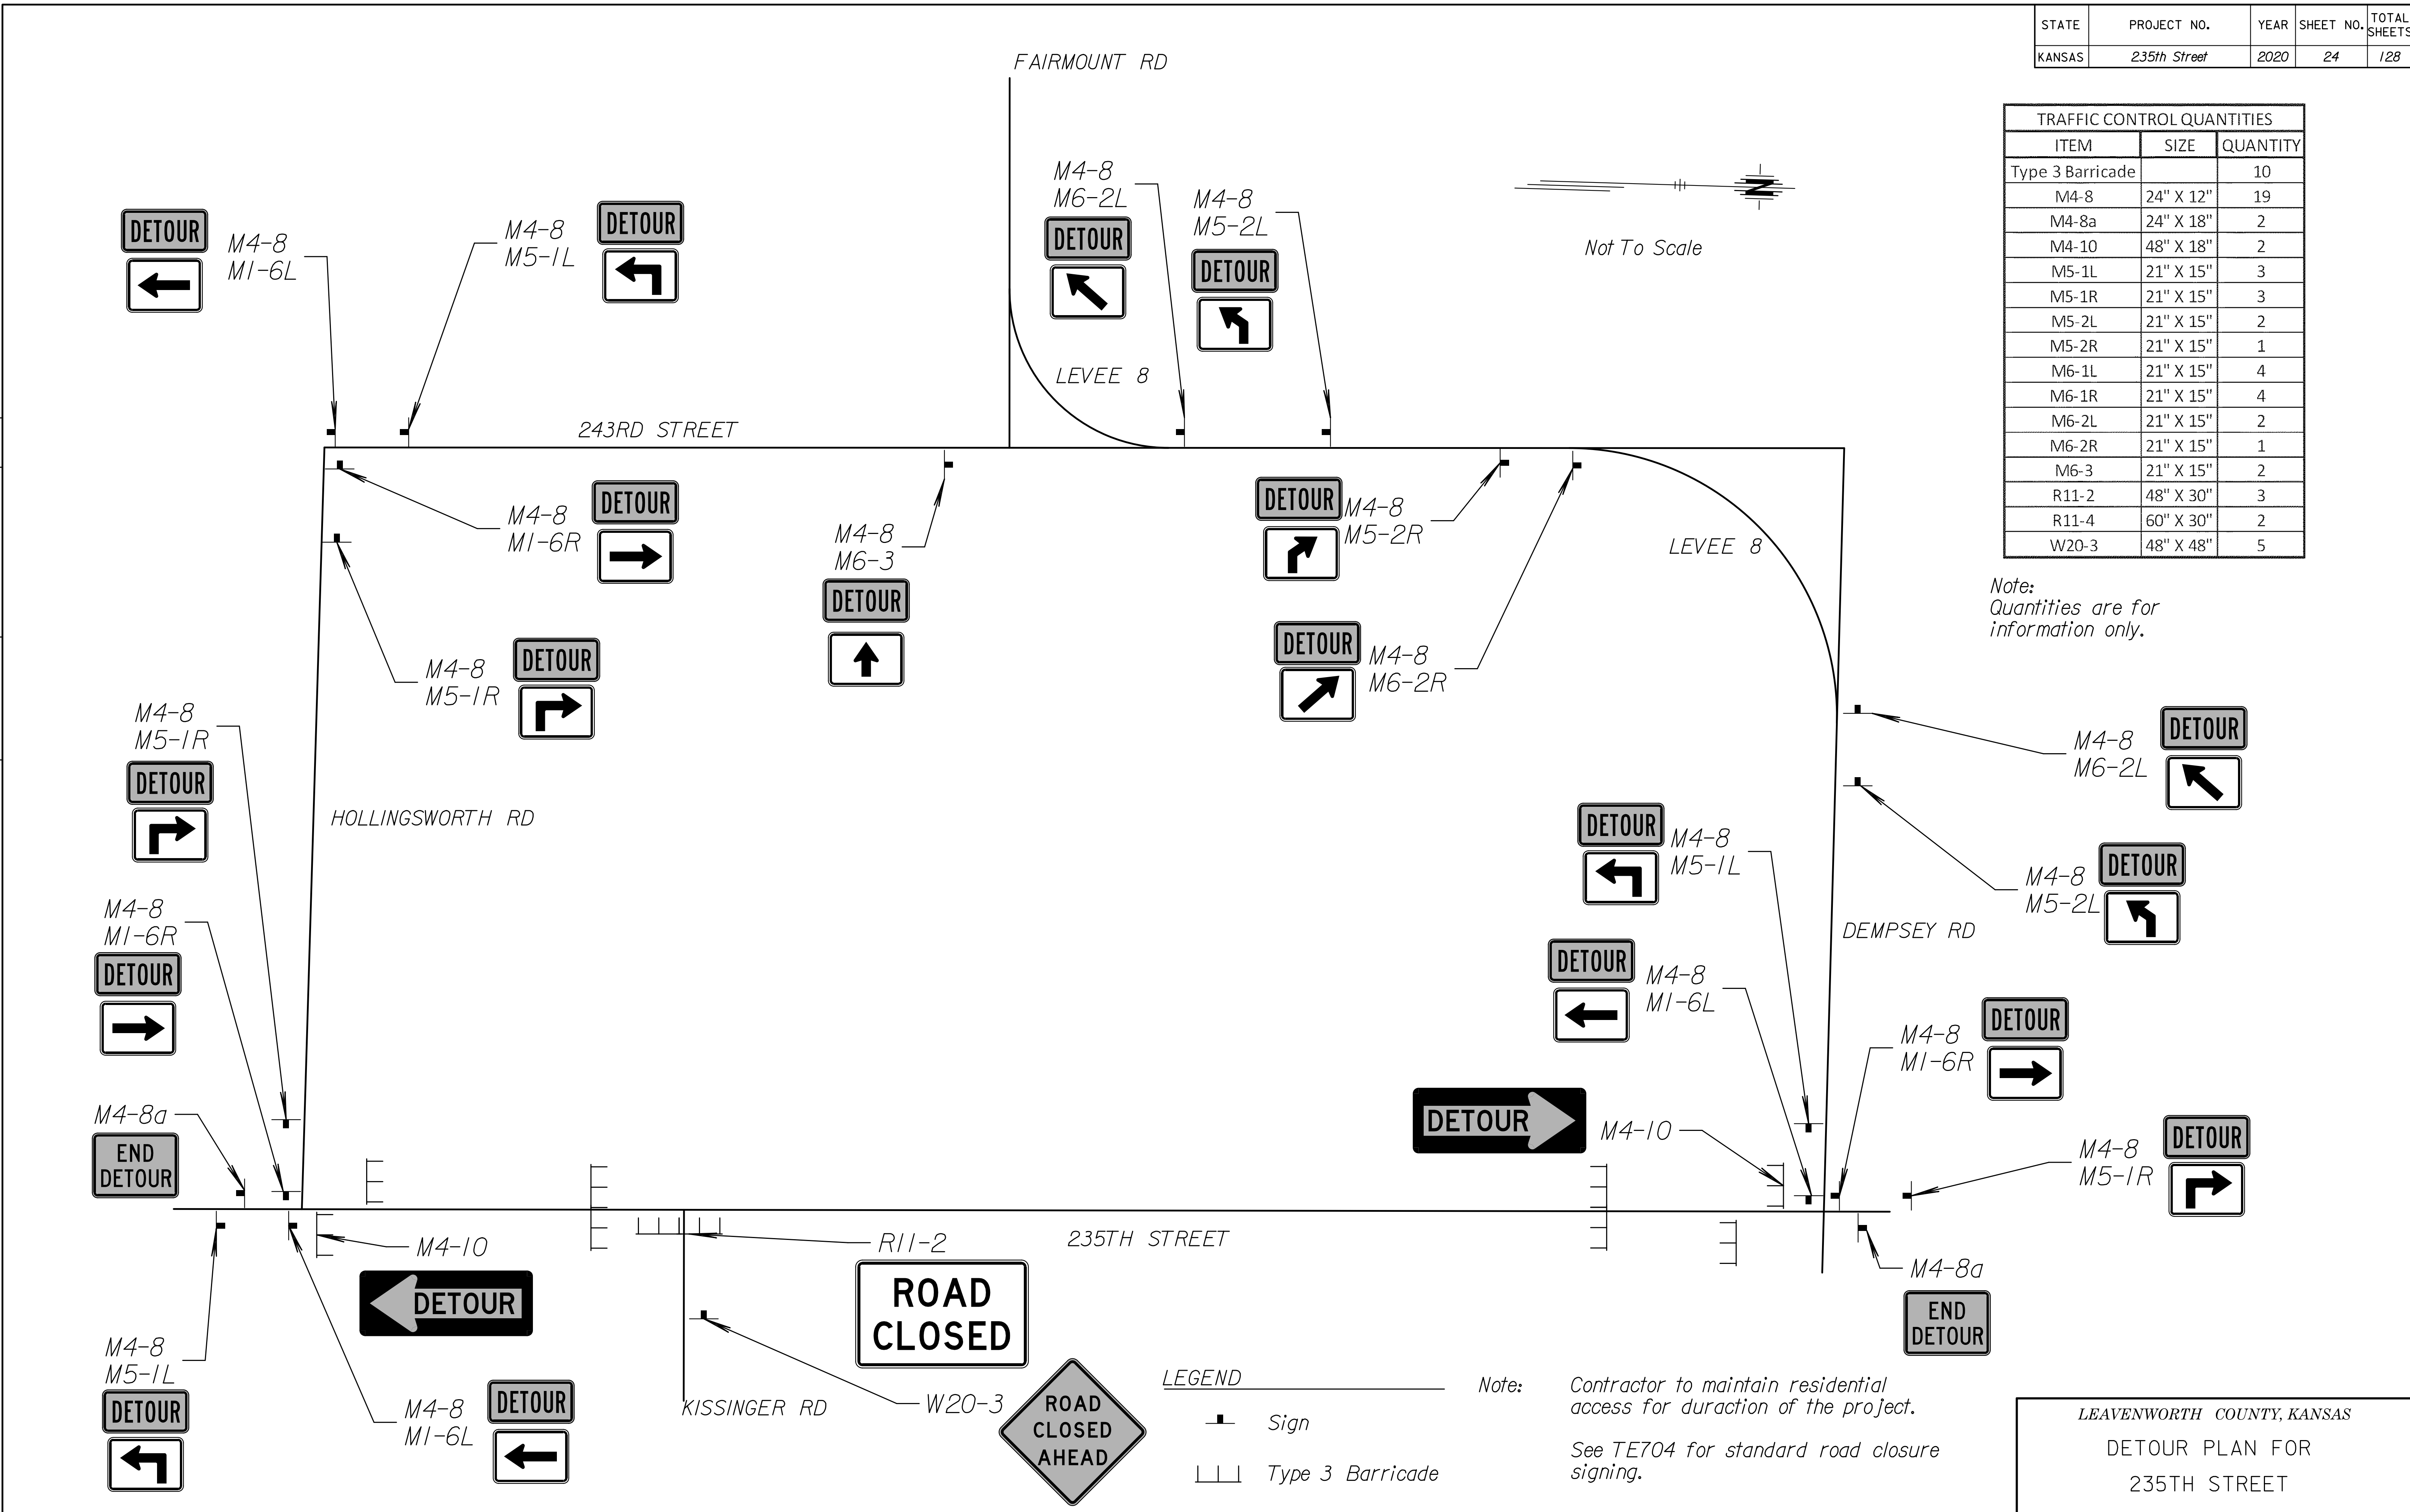 STATE PROJECT NO. YEAR SHEET NO. TOTAL SHEETS
KANSAS 235th Street 2020 24 128
FAIRMOUNT RD
TRAFFIC CONTROL QUANTITIES
ITEM SIZE QUANTITY
Type 3 Barricade 10
M4-8 24" X 12" 19
M4-8a 24" X 18" 2
M4-10 48" X 18" 2
M5-1L 21" X 15" 3
M5-1R 21" X 15" 3
M5-2L 21" X 15" 2
M5-2R 21" X 15" 1
M6-1L 21" X 15" 4
M6-1R 21" X 15" 4
M6-2L 21" X 15" 2
M6-2R 21" X 15" 1
M6-3 21" X 15" 2
R11-2 48" X 30" 3
R11-4 60" X 30" 2
W20-3 48" X 48" 5
Note:
Quantities are for
information only.
N
Not To Scale
DETOUR
M4-8
M1-6L
M4-8
M5-1L
DETOUR
M4-8
M6-2L
DETOUR
M4-8
M5-2L
DETOUR
LEVEE 8
243RD STREET
M4-8
M1-6R
DETOUR
M4-8
M6-3
DETOUR
DETOUR
M4-8
M5-2R
LEVEE 8
M4-8
M5-1R
DETOUR
DETOUR
M4-8
M6-2R
M4-8
M5-1R
DETOUR
M4-8
M6-2L
DETOUR
HOLLINGSWORTH RD
DETOUR
M4-8
M5-1L
M4-8
M5-2L
DETOUR
M4-8
M1-6R
DETOUR
DEMPSEY RD
DETOUR
M4-8
M1-6L
M4-8
M1-6R
DETOUR
M4-8a
END
DETOUR
DETOUR
M4-10
M4-8
M5-1R
DETOUR
M4-10
DETOUR
R11-2
ROAD
CLOSED
235TH STREET
M4-8a
END
DETOUR
M4-8
M5-1L
DETOUR
M4-8
M1-6L
DETOUR
KISSINGER RD
W20-3
ROAD
CLOSED
AHEAD
LEGEND
Sign
Type 3 Barricade
Note: Contractor to maintain residential
access for duraction of the project.
See TE704 for standard road closure
signing.
LEAVENWORTH COUNTY, KANSAS
DETOUR PLAN FOR
235TH STREET